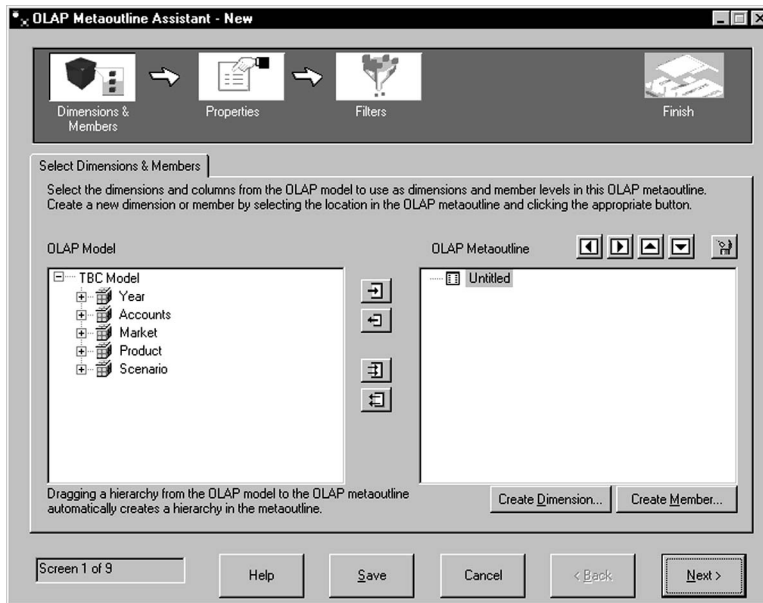 OLAP Metaoutline Assistant - New
Dimensions &
Members
Properties
Filters
Finish
Select Dimensions & Members
Select the dimensions and columns from the OLAP model to use as dimensions and member levels in this OLAP metaoutline.
Create a new dimension or member by selecting the location in the OLAP metaoutline and clicking the appropriate button.
OLAP Model
OLAP Metaoutline
TBC Model
Year
Accounts
Market
Product
Scenario
Untitled
Dragging a hierarchy from the OLAP model to the OLAP metaoutline
automatically creates a hierarchy in the metaoutline.
Create Dimension...
Create Member...
Screen 1 of 9
Help
Save
Cancel
< Back
Next >